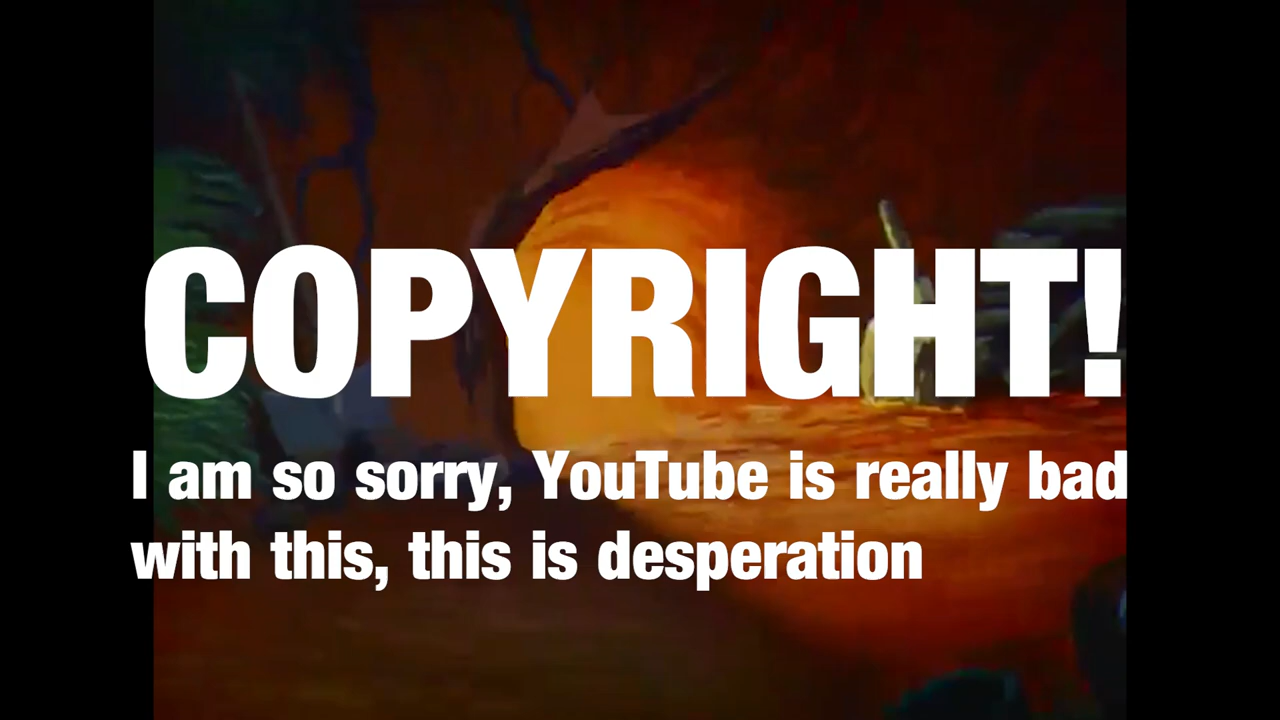 COPYRIGHT!
I am so sorry, YouTube is really bad
with this, this is desperation